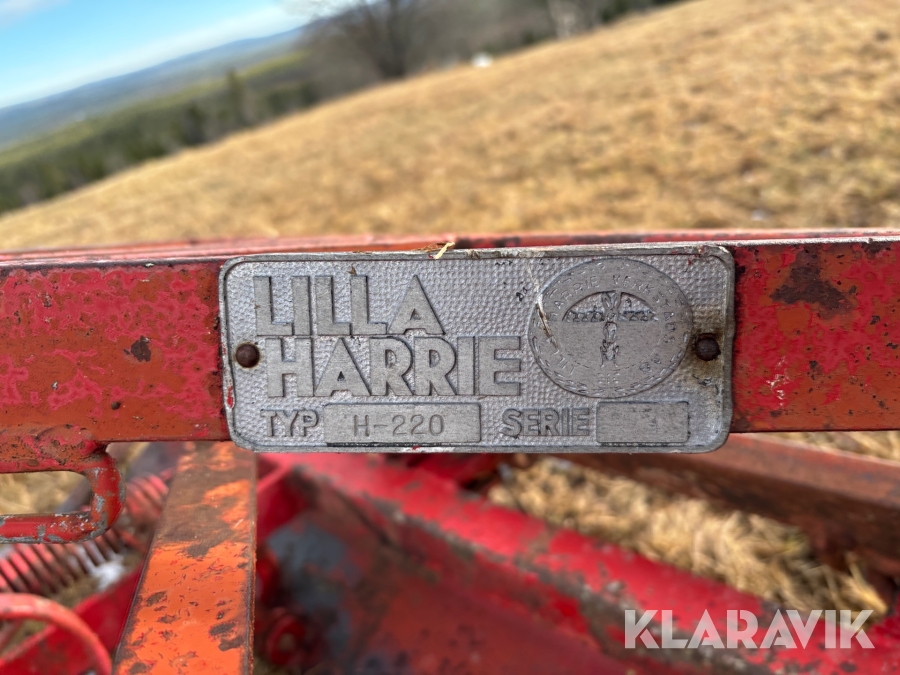 LILLA
HARRIE
TYP H-220 SERIE
KLARAVIK